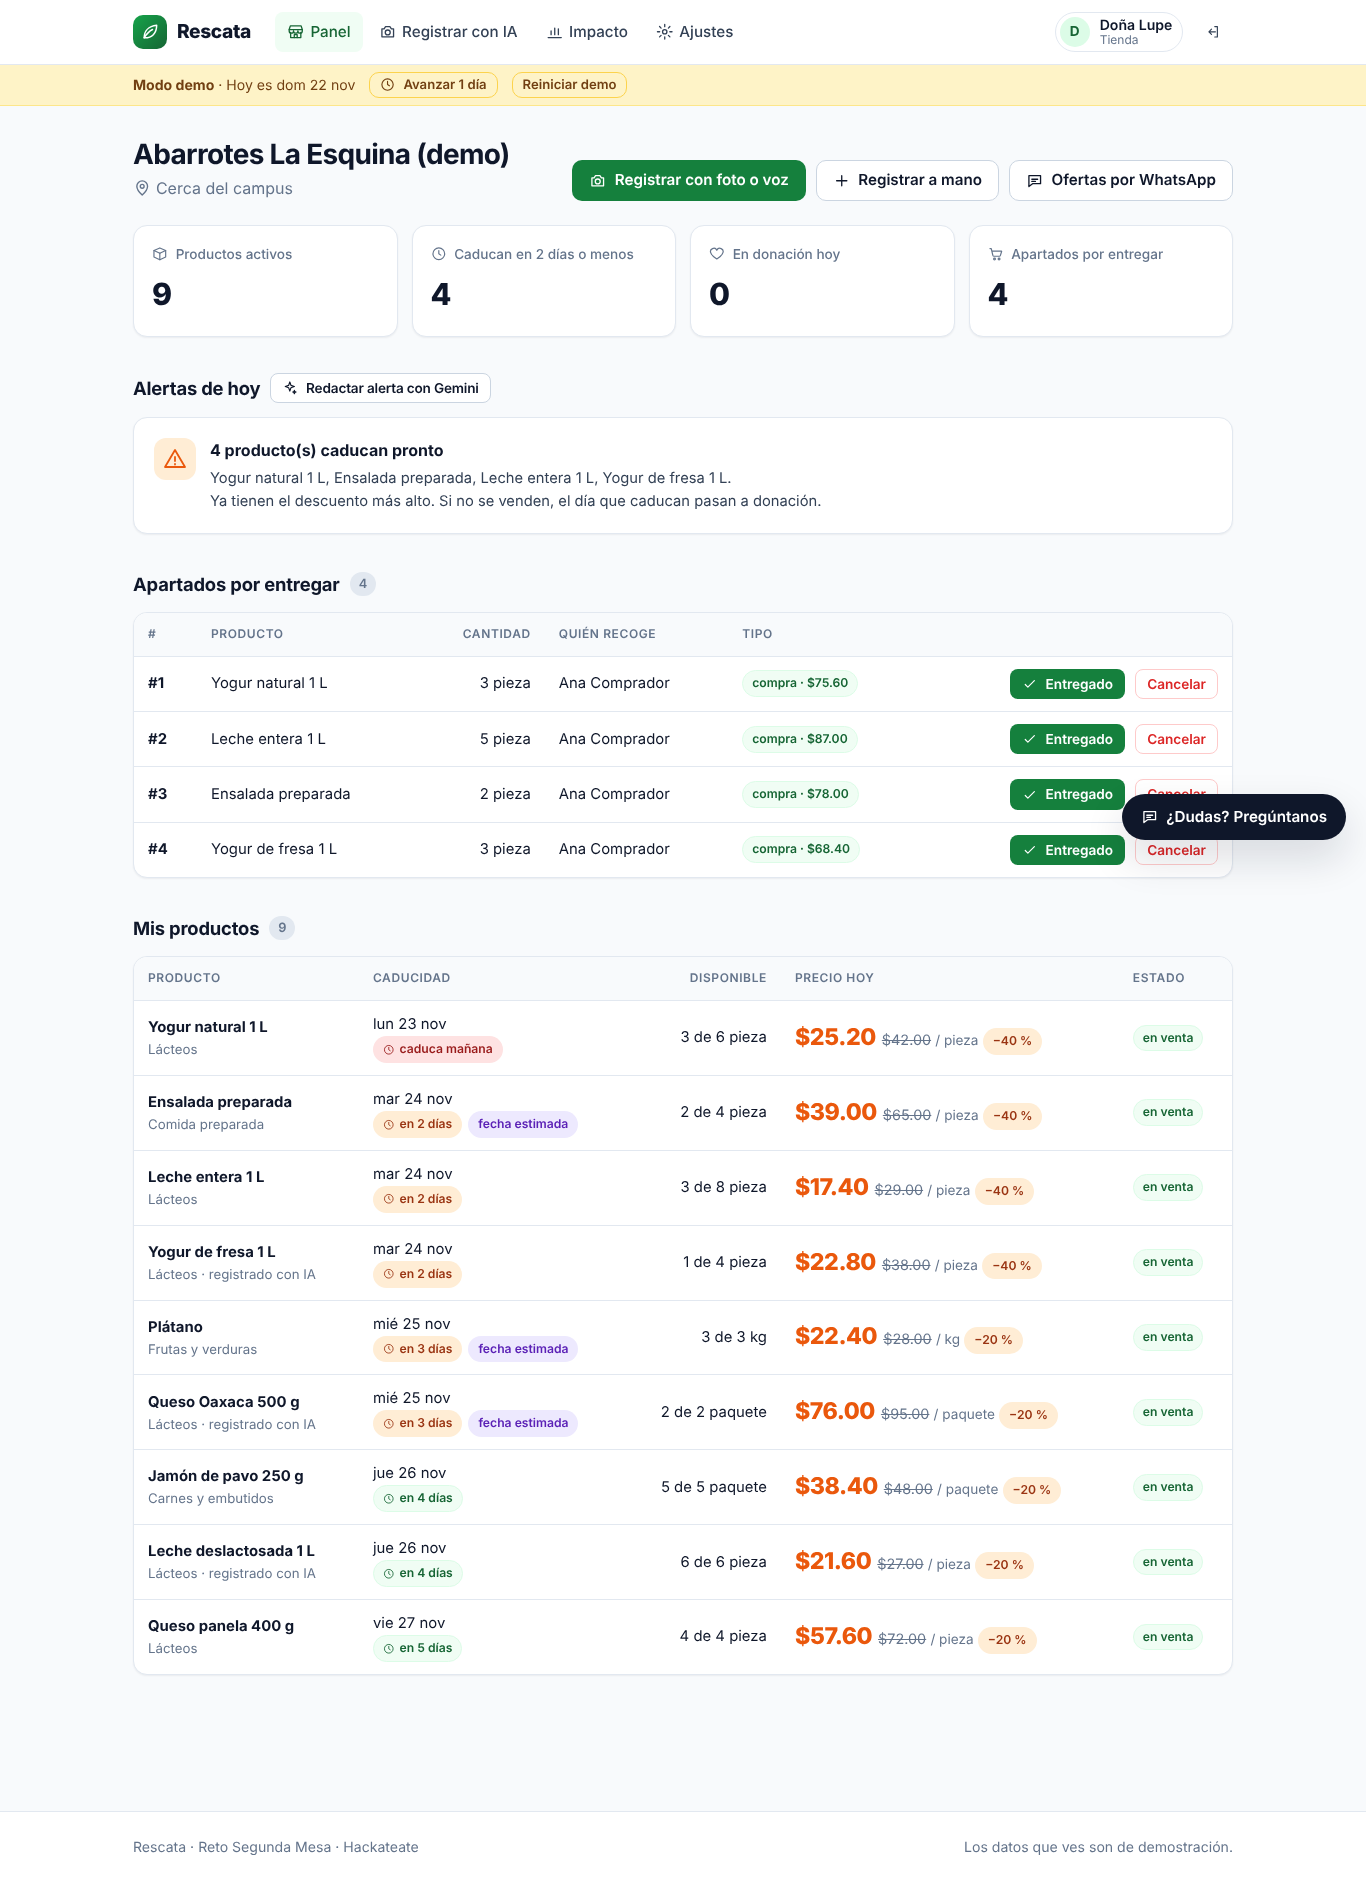 Rescata
Panel
Registrar con IA
Impacto
Ajustes
D
Doña Lupe
Tienda
Modo demo · Hoy es dom 22 nov
Avanzar 1 día
Reiniciar demo
Abarrotes La Esquina (demo)
Cerca del campus
Registrar con foto o voz
Registrar a mano
Ofertas por WhatsApp
Productos activos
9
Caducan en 2 días o menos
4
En donación hoy
0
Apartados por entregar
4
Alertas de hoy
Redactar alerta con Gemini
4 producto(s) caducan pronto
Yogur natural 1 L, Ensalada preparada, Leche entera 1 L, Yogur de fresa 1 L.
Ya tienen el descuento más alto. Si no se venden, el día que caducan pasan a donación.
Apartados por entregar 4
# PRODUCTO CANTIDAD QUIÉN RECOGE TIPO
#1 Yogur natural 1 L 3 pieza Ana Comprador compra · $75.60 Entregado Cancelar
#2 Leche entera 1 L 5 pieza Ana Comprador compra · $87.00 Entregado Cancelar
#3 Ensalada preparada 2 pieza Ana Comprador compra · $78.00 Entregado Cancelar
¿Dudas? Pregúntanos
#4 Yogur de fresa 1 L 3 pieza Ana Comprador compra · $68.40 Entregado Cancelar
Mis productos 9
PRODUCTO CADUCIDAD DISPONIBLE PRECIO HOY ESTADO
Yogur natural 1 L
Lácteos
lun 23 nov
caduca mañana
3 de 6 pieza
$25.20 $42.00 / pieza −40 %
en venta
Ensalada preparada
Comida preparada
mar 24 nov
en 2 días fecha estimada
2 de 4 pieza
$39.00 $65.00 / pieza −40 %
en venta
Leche entera 1 L
Lácteos
mar 24 nov
en 2 días
3 de 8 pieza
$17.40 $29.00 / pieza −40 %
en venta
Yogur de fresa 1 L
Lácteos · registrado con IA
mar 24 nov
en 2 días
1 de 4 pieza
$22.80 $38.00 / pieza −40 %
en venta
Plátano
Frutas y verduras
mié 25 nov
en 3 días fecha estimada
3 de 3 kg
$22.40 $28.00 / kg −20 %
en venta
Queso Oaxaca 500 g
Lácteos · registrado con IA
mié 25 nov
en 3 días fecha estimada
2 de 2 paquete
$76.00 $95.00 / paquete −20 %
en venta
Jamón de pavo 250 g
Carnes y embutidos
jue 26 nov
en 4 días
5 de 5 paquete
$38.40 $48.00 / paquete −20 %
en venta
Leche deslactosada 1 L
Lácteos · registrado con IA
jue 26 nov
en 4 días
6 de 6 pieza
$21.60 $27.00 / pieza −20 %
en venta
Queso panela 400 g
Lácteos
vie 27 nov
en 5 días
4 de 4 pieza
$57.60 $72.00 / pieza −20 %
en venta
Rescata · Reto Segunda Mesa · Hackateate
Los datos que ves son de demostración.